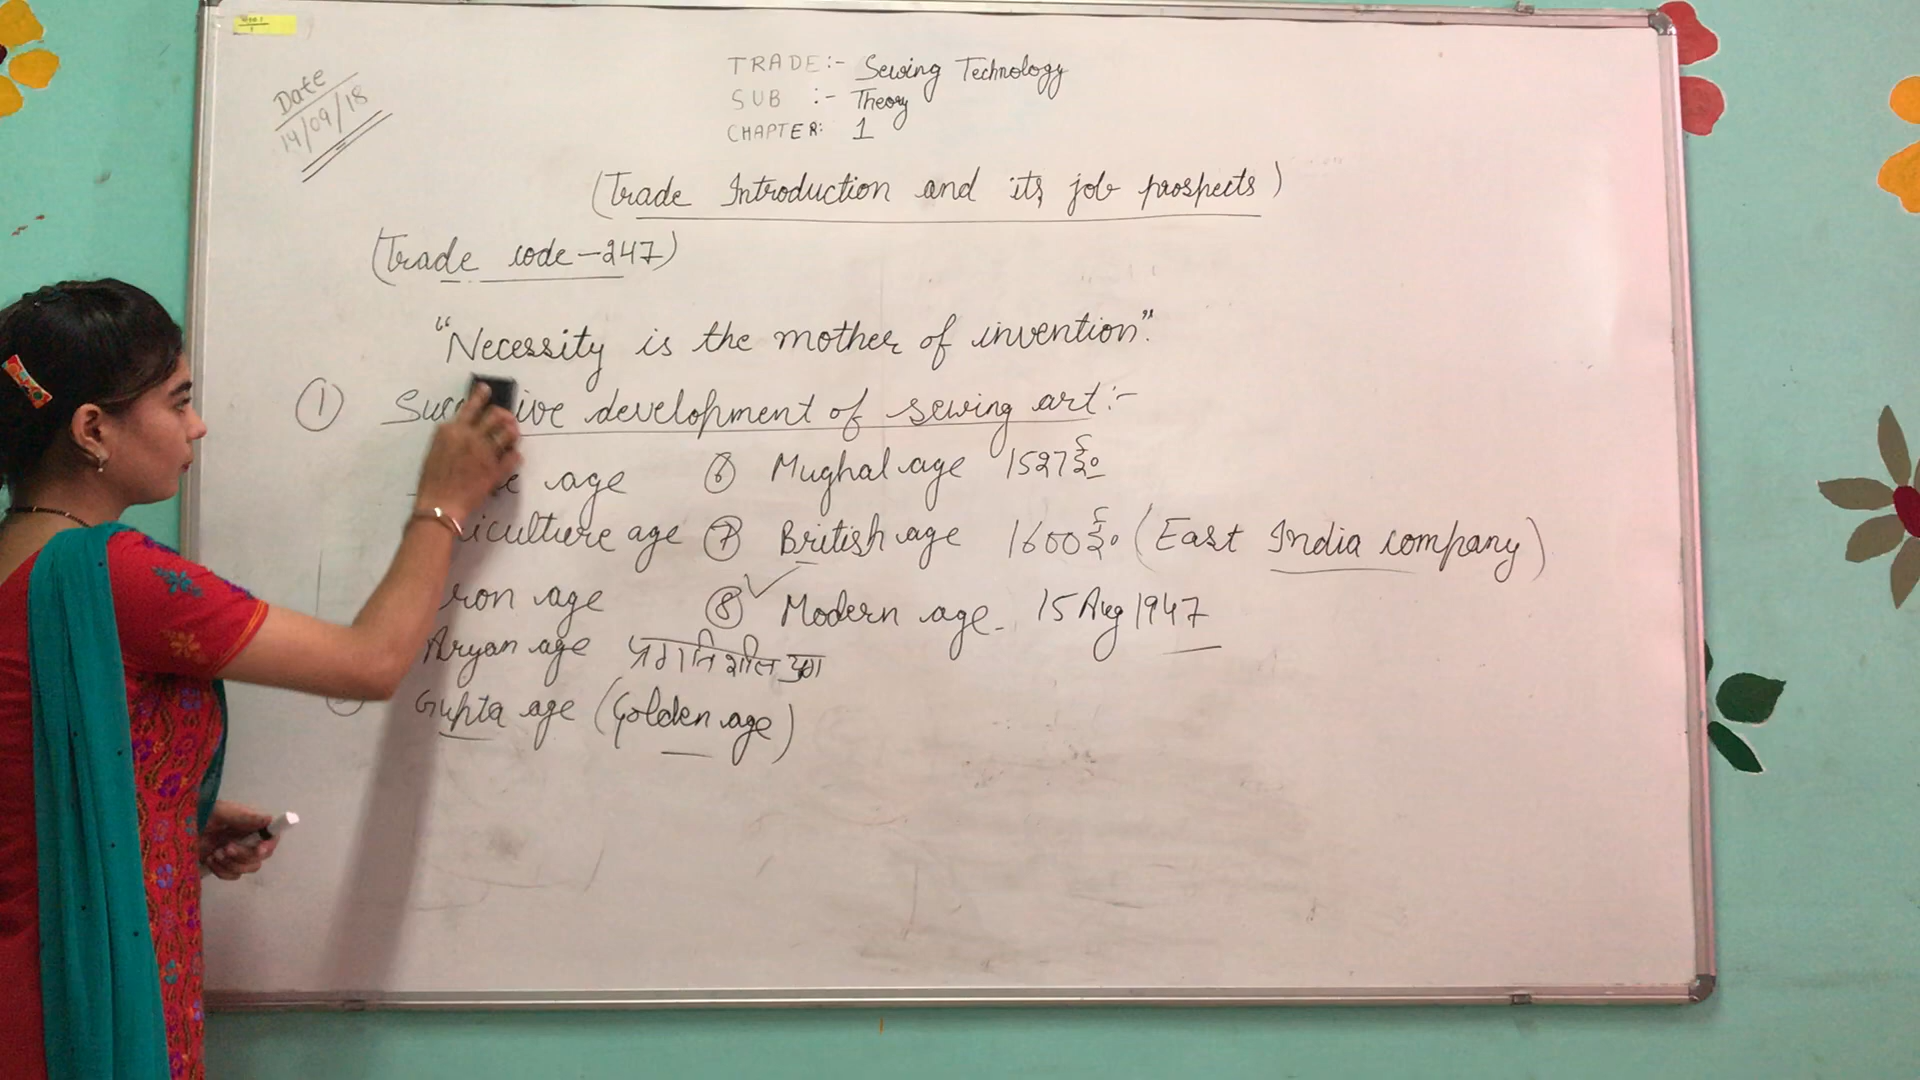 Date
14/09/18
TRADE:- Sewing Technology
SUB :- Theory
CHAPTER: 1
(Trade Introduction and its job prospects)
(Trade code-247)
"Necessity is the mother of invention".
① development of sewing art:-
age ⑥ Mughal age 1527ई०
iculture age ⑦ British age 1600ई० (East India company)
ron age ⑧ Modern age 15 Aug 1947
Aryan age प्रगतिशील युग
Gupta age (Golden age)